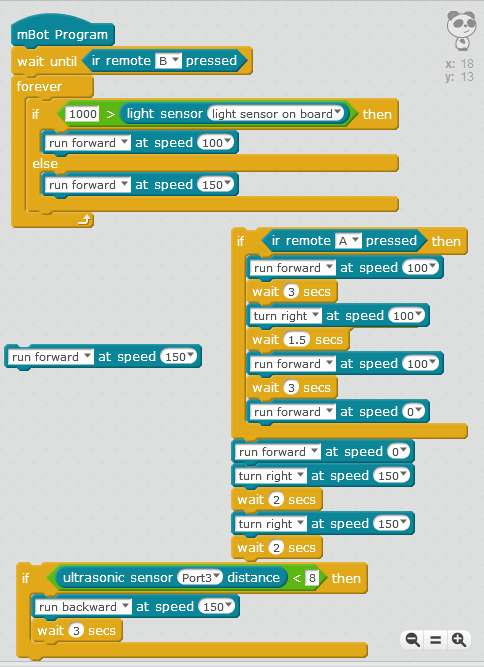 mBot Program
wait until ir remote B pressed
forever
if 1000 > light sensor light sensor on board then
run forward at speed 100
else
run forward at speed 150
if ir remote A pressed then
run forward at speed 100
wait 3 secs
turn right at speed 100
wait 1.5 secs
run forward at speed 100
wait 3 secs
run forward at speed 0
run forward at speed 0
turn right at speed 150
wait 2 secs
turn right at speed 150
wait 2 secs
run forward at speed 150
if ultrasonic sensor Port3 distance < 8 then
run backward at speed 150
wait 3 secs
x: 18
y: 13